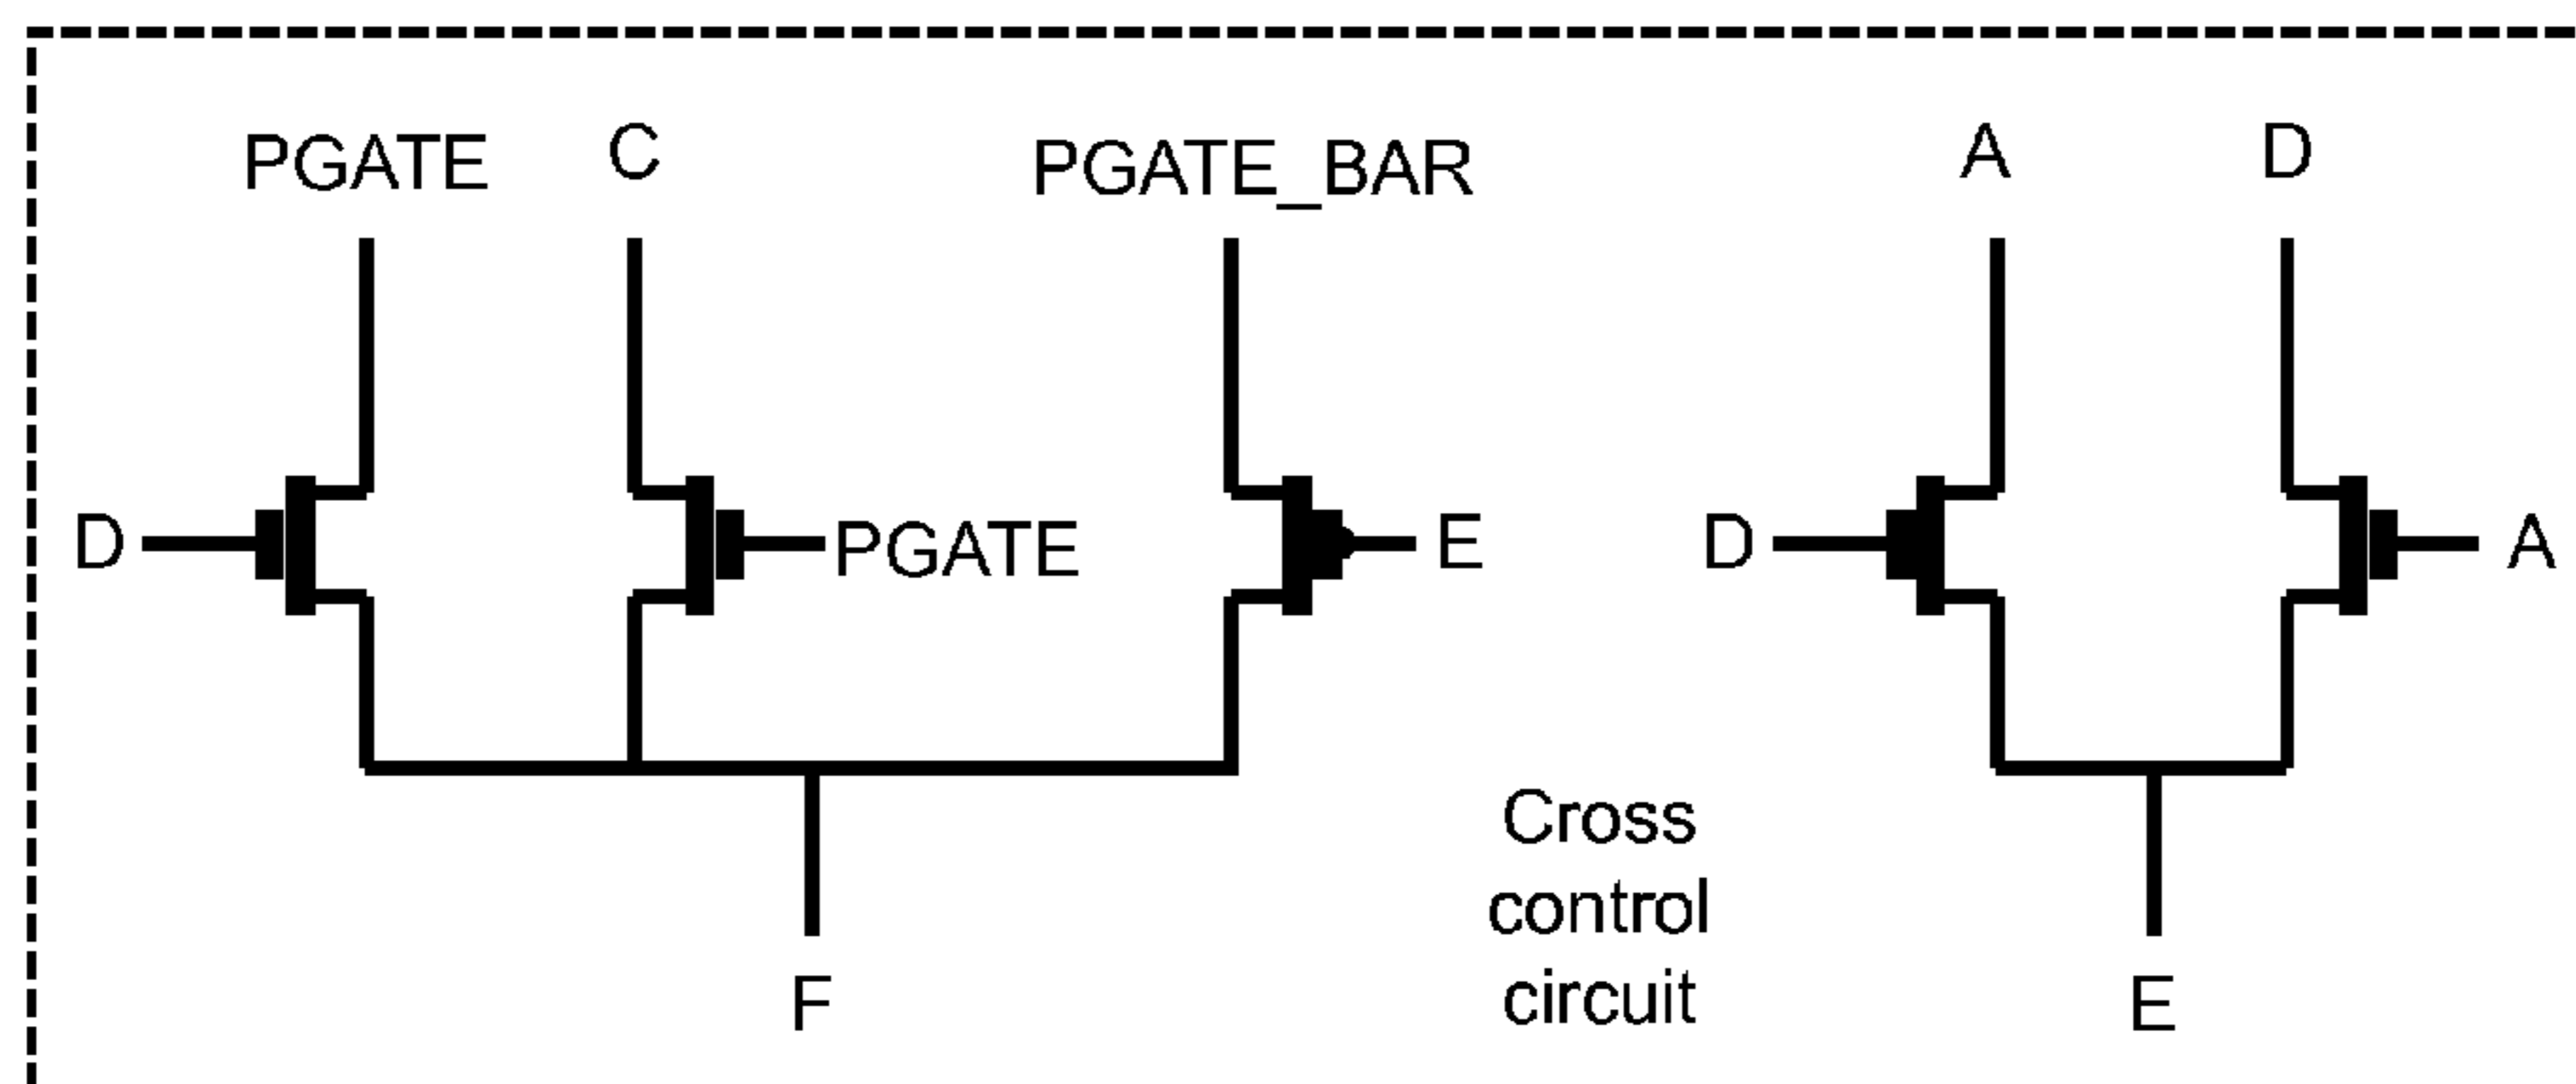 PGATE
C
PGATE_BAR
A
D
D
PGATE
E
D
A
Cross
control
circuit
F
E